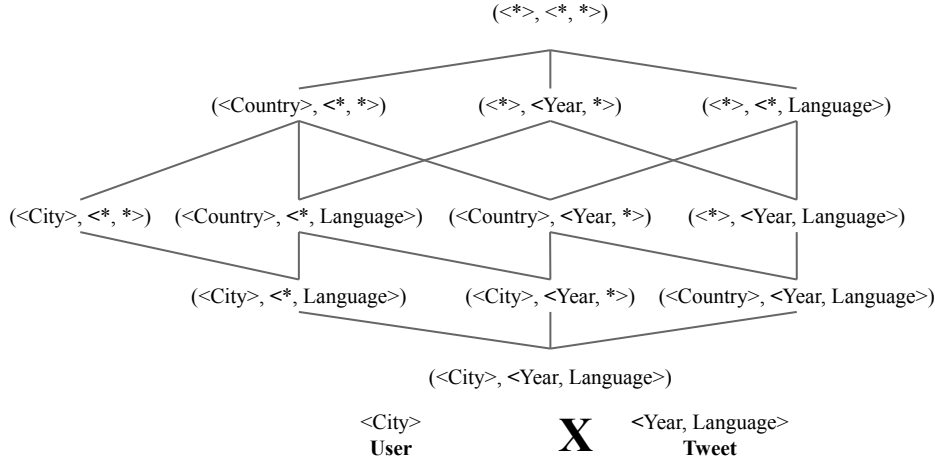 (<*>, <*, *>)
(<Country>, <*, *>) (<*>, <Year, *>) (<*>, <*, Language>)
(<City>, <*, *>) (<Country>, <*, Language>) (<Country>, <Year, *>) (<*>, <Year, Language>)
(<City>, <*, Language>) (<City>, <Year, *>) (<Country>, <Year, Language>)
(<City>, <Year, Language>)
<City> X <Year, Language>
User Tweet